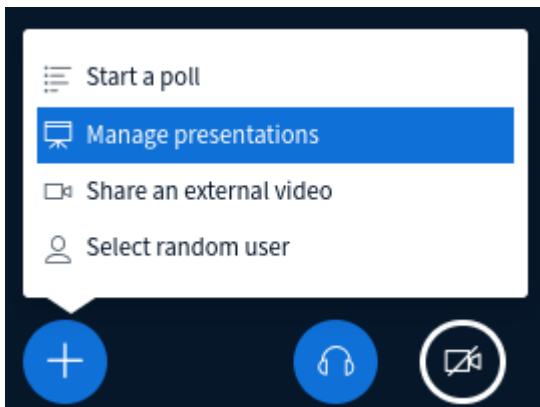 Start a poll
Manage presentations
Share an external video
Select random user